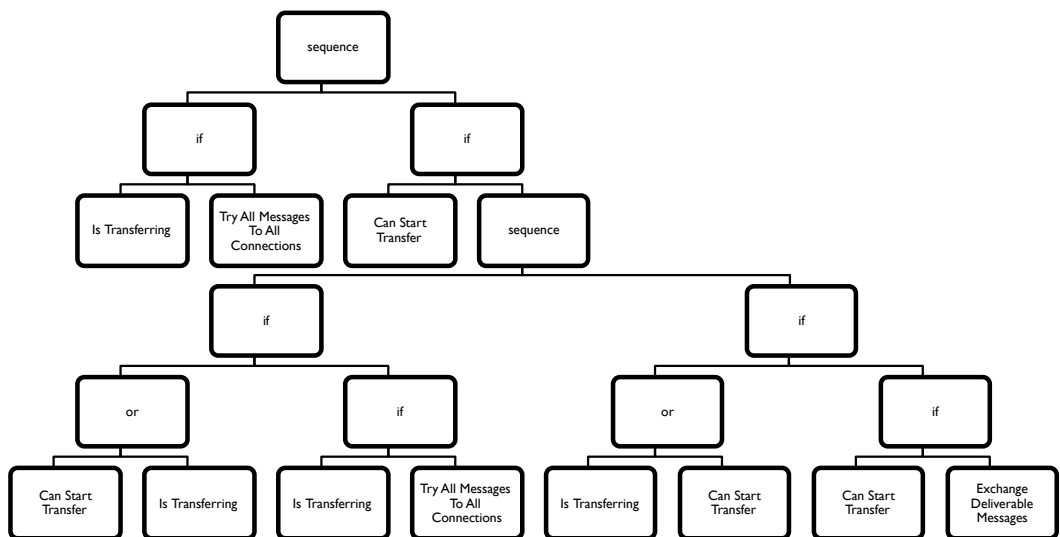 sequence
if
if
Is Transferring
Try All Messages
To All
Connections
Can Start
Transfer
sequence
if
if
or
if
or
if
Can Start
Transfer
Is Transferring
Is Transferring
Try All Messages
To All
Connections
Is Transferring
Can Start
Transfer
Can Start
Transfer
Exchange
Deliverable
Messages